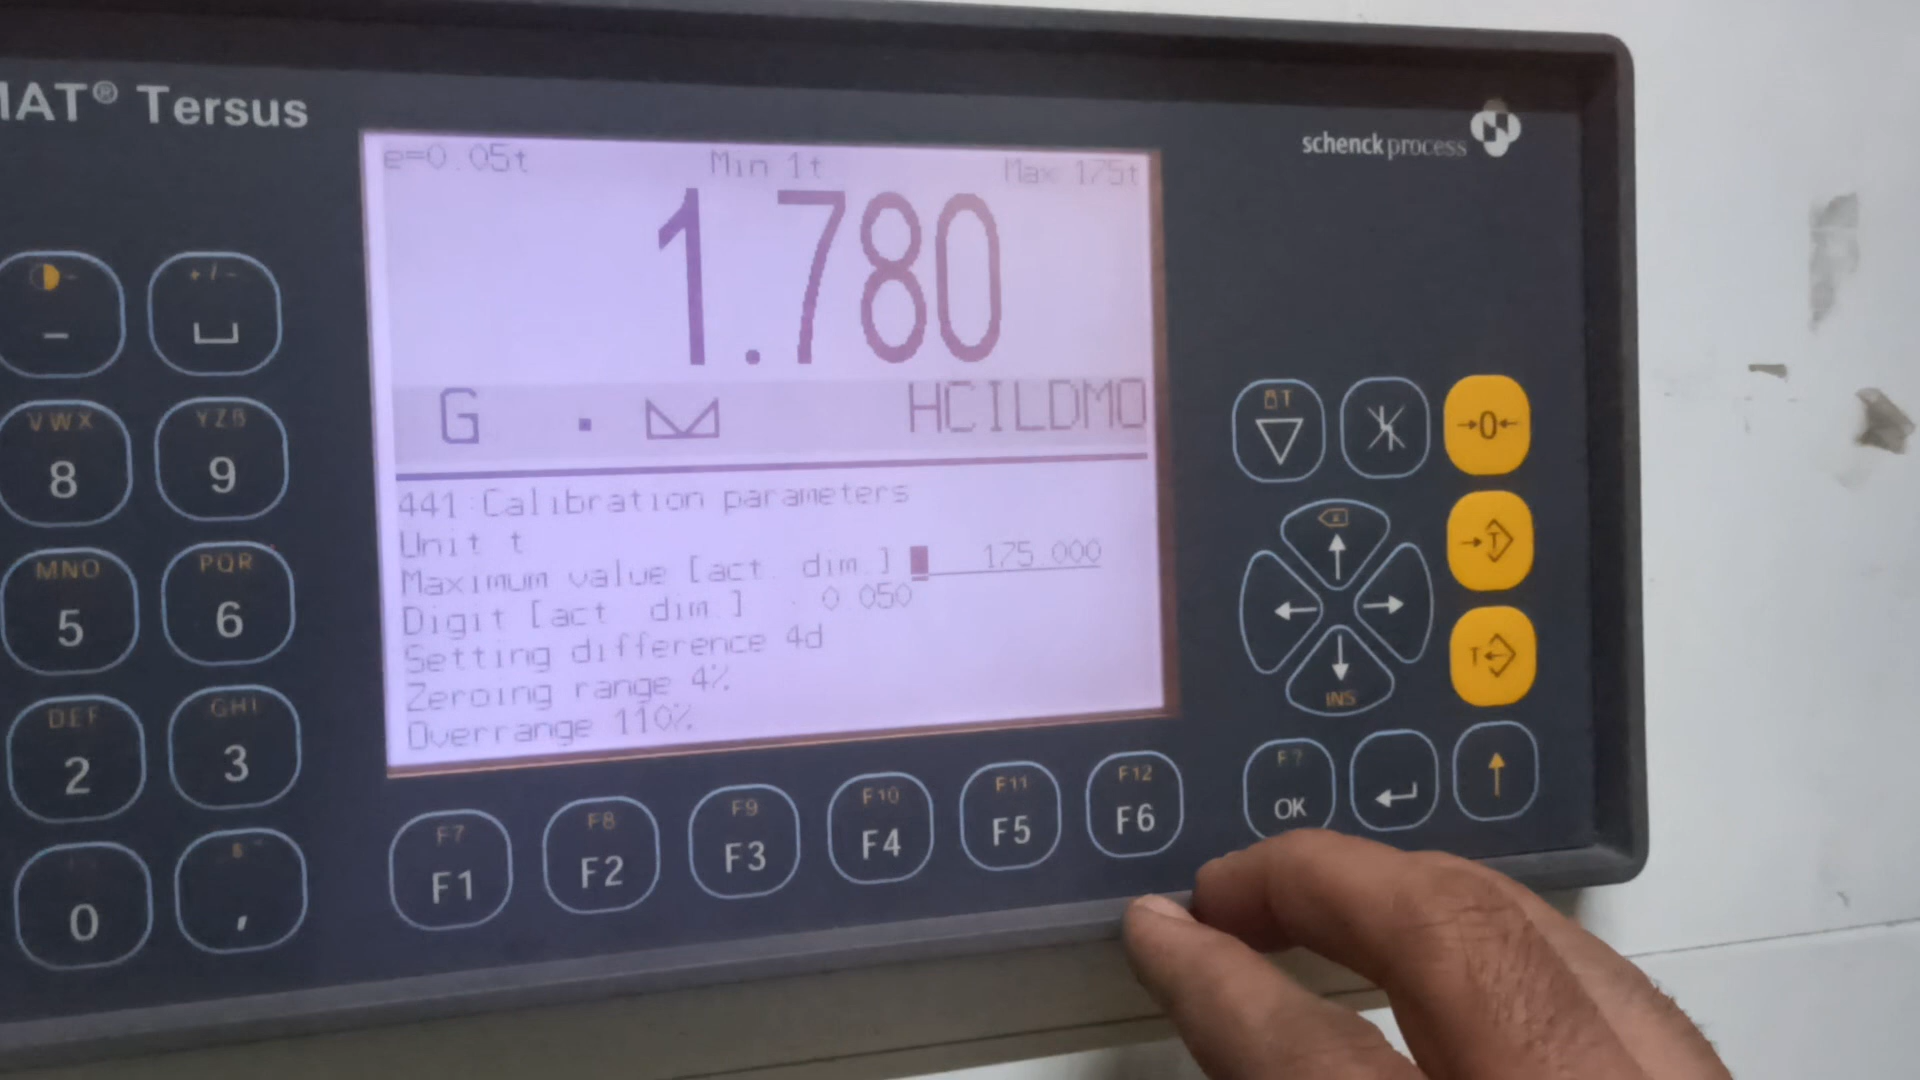 MAT® Tersus
schenck process
e=0.05t Min 1t Max 175t
1.780
G HCILDMO
441:Calibration parameters
Unit t
Maximum value [act. dim.] 175.000
Digit [act. dim.] 0.050
Setting difference 4d
Zeroing range 4%
Overrange 110%
+/-
VWX
8
YZ
9
MNO
5
PQR
6
DEF
2
GHI
3
0
,
F7
F1
F8
F2
F9
F3
F10
F4
F11
F5
F12
F6
T
→0←
→T
T←
INS
F?
OK